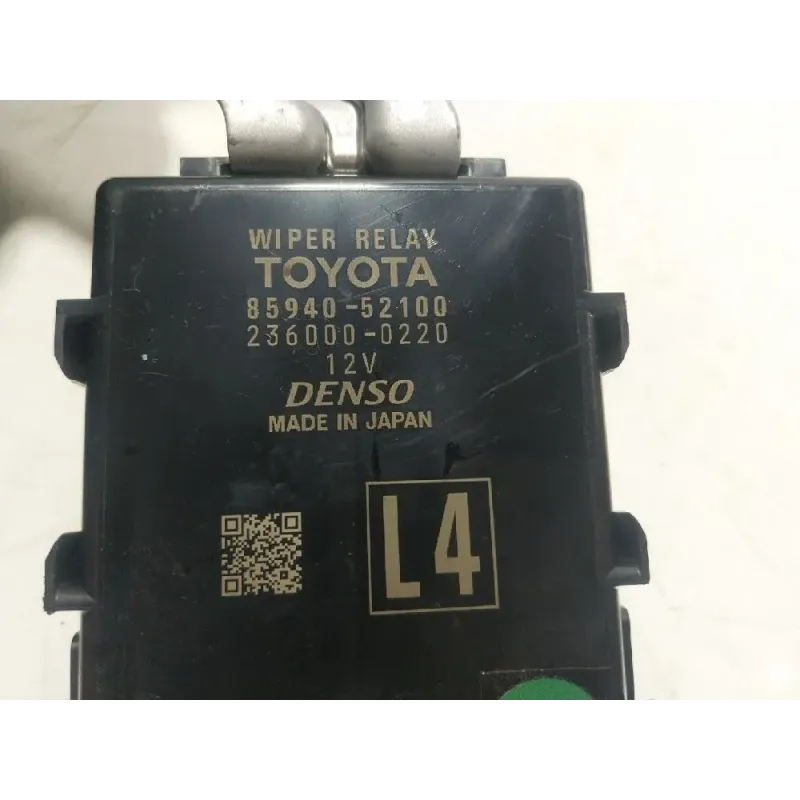 WIPER RELAY
TOYOTA
85940-52100
236000-0220
12V
DENSO
MADE IN JAPAN
L4